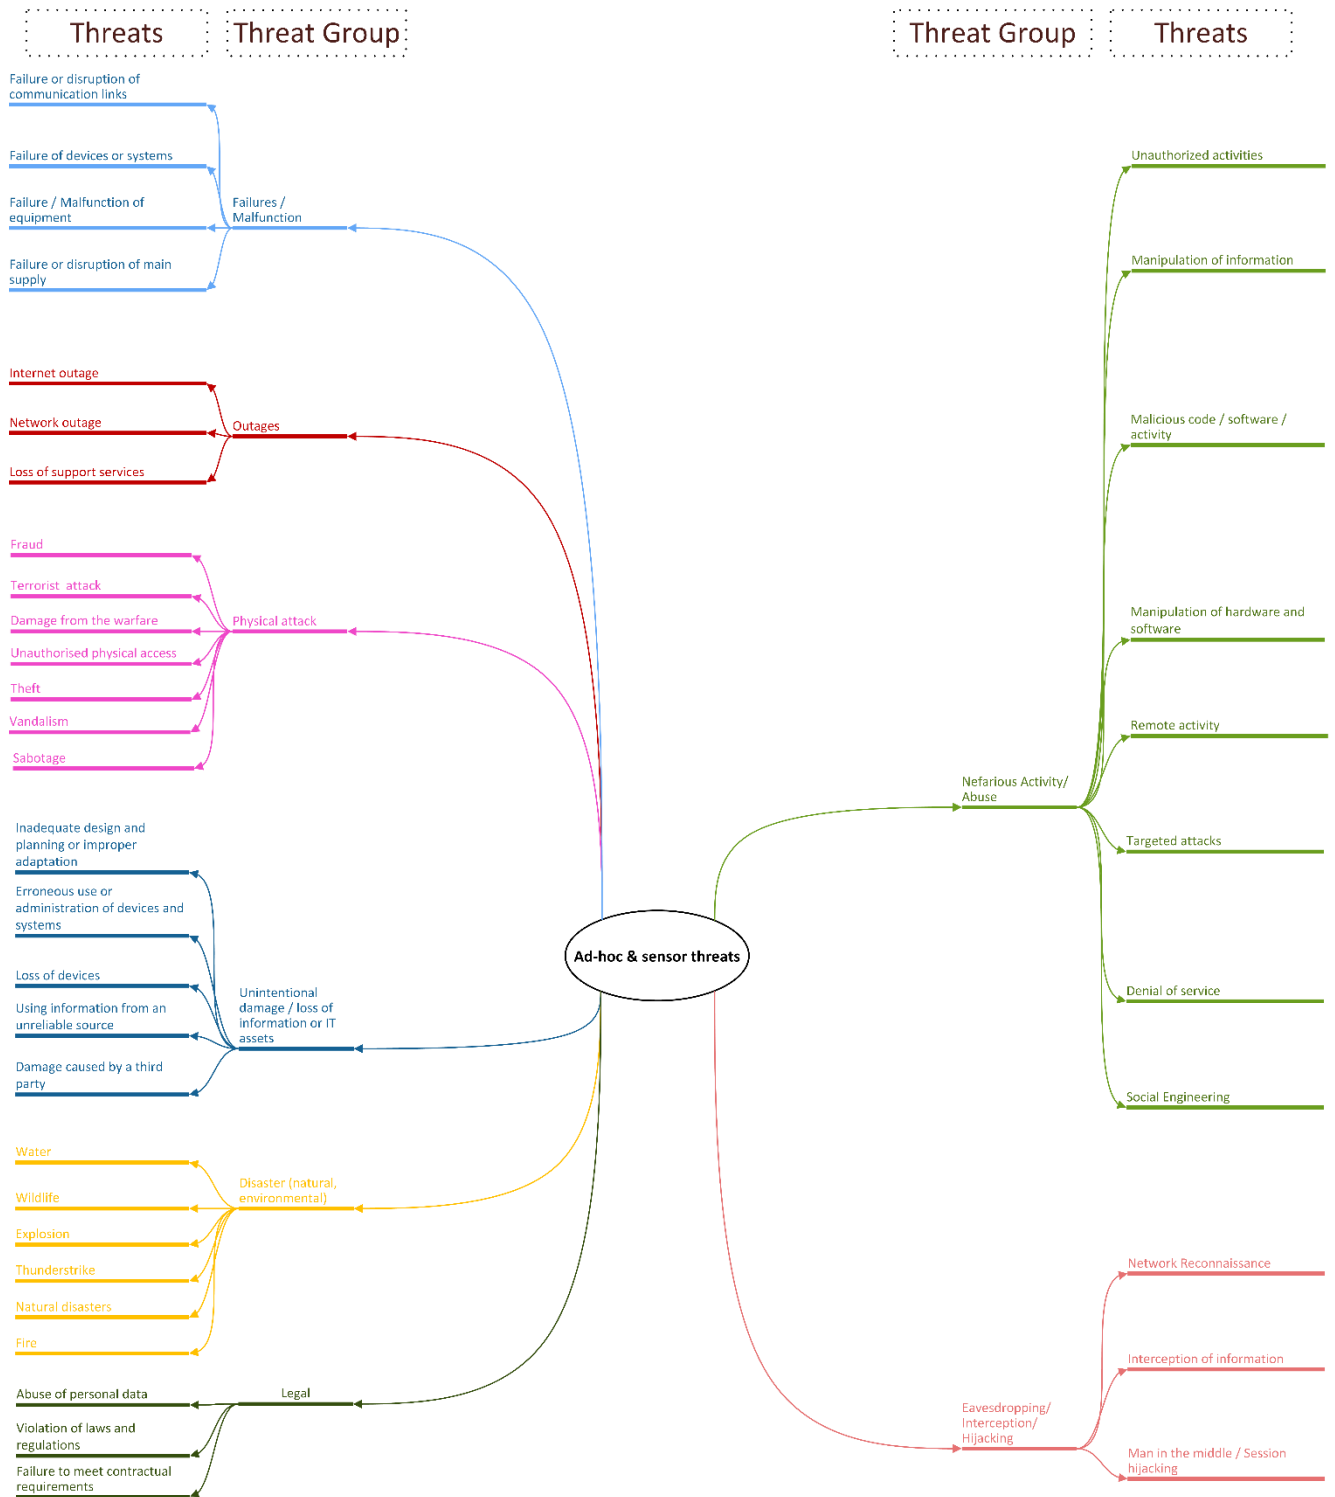 Threats
Threat Group
Threat Group
Threats
Failure or disruption of
communication links
Failure of devices or systems
Failure / Malfunction of
equipment
Failure or disruption of main
supply
Failures /
Malfunction
Internet outage
Network outage
Loss of support services
Outages
Fraud
Terrorist  attack
Damage from the warfare
Unauthorised physical access
Theft
Vandalism
Sabotage
Physical attack
Inadequate design and
planning or improper
adaptation
Erroneous use or
administration of devices and
systems
Loss of devices
Using information from an
unreliable source
Damage caused by a third
party
Unintentional
damage / loss of
information or IT
assets
Water
Wildlife
Explosion
Thunderstrike
Natural disasters
Fire
Disaster (natural,
environmental)
Abuse of personal data
Violation of laws and
regulations
Failure to meet contractual
requirements
Legal
Ad-hoc & sensor threats
Nefarious Activity/
Abuse
Unauthorized activities
Manipulation of information
Malicious code / software /
activity
Manipulation of hardware and
software
Remote activity
Targeted attacks
Denial of service
Social Engineering
Eavesdropping/
Interception/
Hijacking
Network Reconnaissance
Interception of information
Man in the middle / Session
hijacking